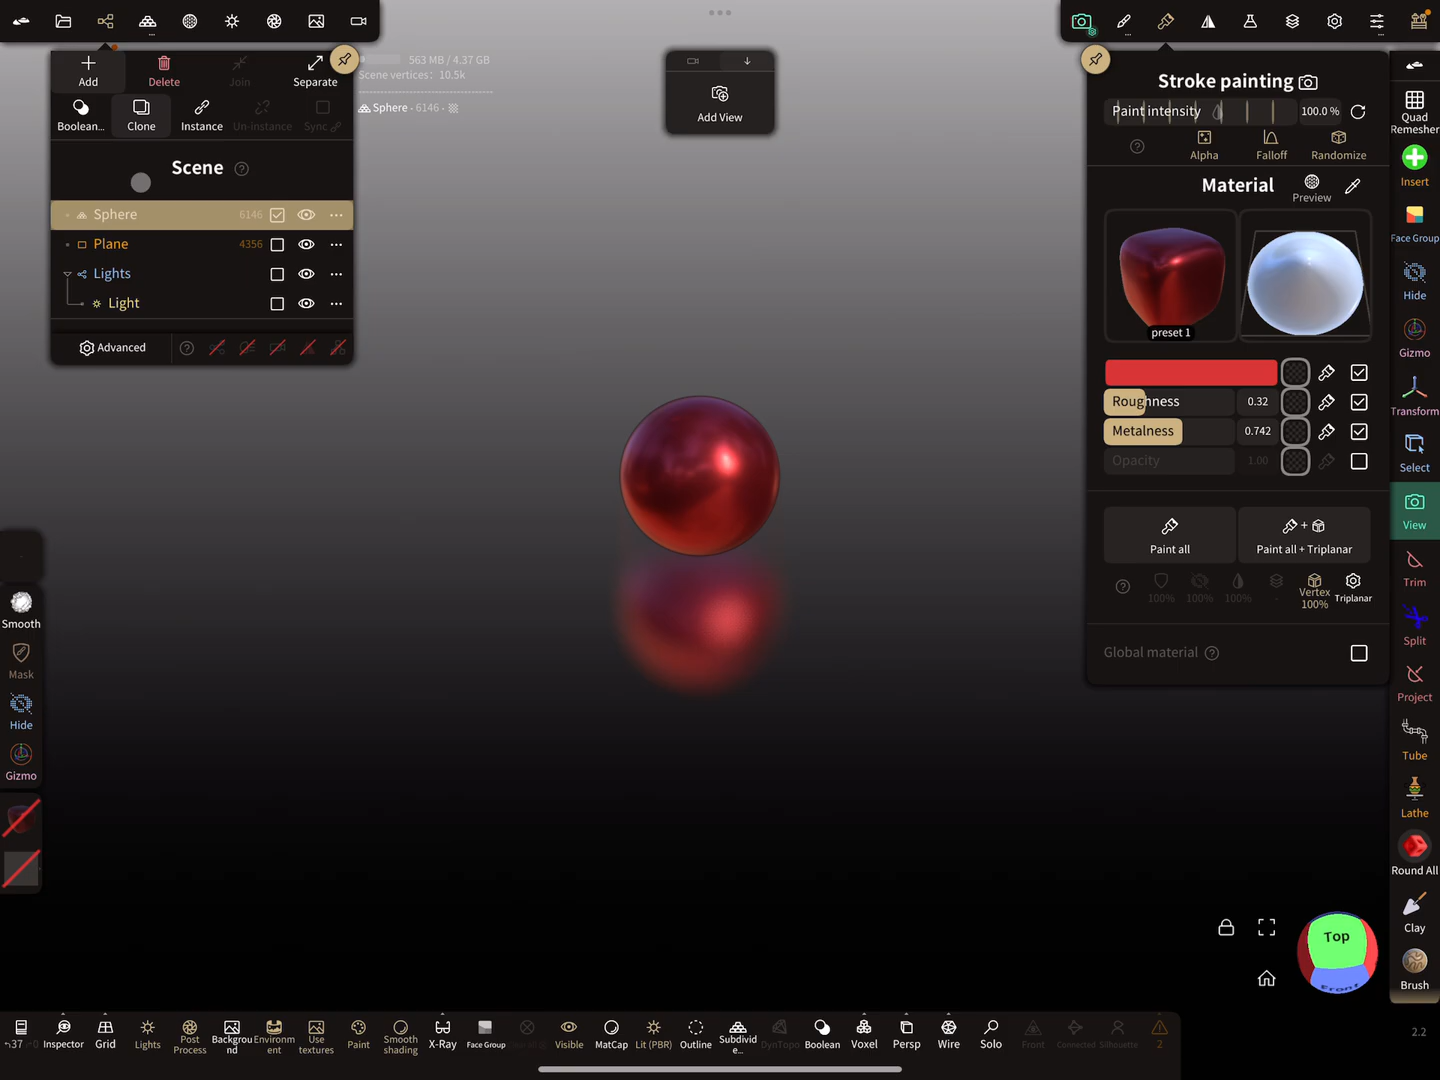 Add
Delete
Join
Separate
Boolean...
Clone
Instance
Un-instance
Sync
Scene
Sphere 6146
Plane 4356
Lights
Light
Advanced
563 MB / 4.37 GB
Scene vertices: 10.5k
Sphere - 6146 -
Add View
Stroke painting
Paint intensity 100.0 %
Alpha
Falloff
Randomize
Material
Preview
preset 1
Roughness 0.32
Metalness 0.742
Opacity 1.00
Paint all
Paint all + Triplanar
100%
100%
100%
-
Vertex
100%
Triplanar
Global material
Quad
Remesher
Insert
Face Group
Hide
Gizmo
Transform
Select
View
Trim
Split
Project
Tube
Lathe
Round All
Clay
Brush
Smooth
Mask
Hide
Gizmo
Top
Front
2.2
Inspector
Grid
Lights
Post
Process
Backgrou
nd
Environm
ent
Use
textures
Paint
Smooth
shading
X-Ray
Face Group
Visible
MatCap
Lit (PBR)
Outline
Subdivid
e...
DynTopo
Boolean
Voxel
Persp
Wire
Solo
Front
Connected
Silhouette
2